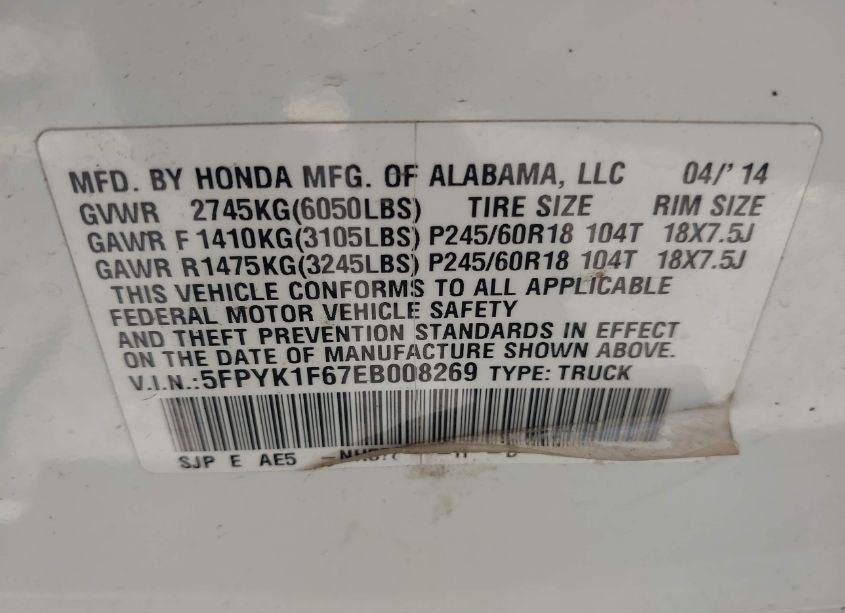 MFD. BY HONDA MFG. OF ALABAMA, LLC 04/'14
GVWR 2745KG(6050LBS) TIRE SIZE RIM SIZE
GAWR F 1410KG(3105LBS) P245/60R18 104T 18X7.5J
GAWR R 1475KG(3245LBS) P245/60R18 104T 18X7.5J
THIS VEHICLE CONFORMS TO ALL APPLICABLE
FEDERAL MOTOR VEHICLE SAFETY
AND THEFT PREVENTION STANDARDS IN EFFECT
ON THE DATE OF MANUFACTURE SHOWN ABOVE.
V.I.N.:5FPYK1F67EB008269 TYPE: TRUCK
SJP E AE5